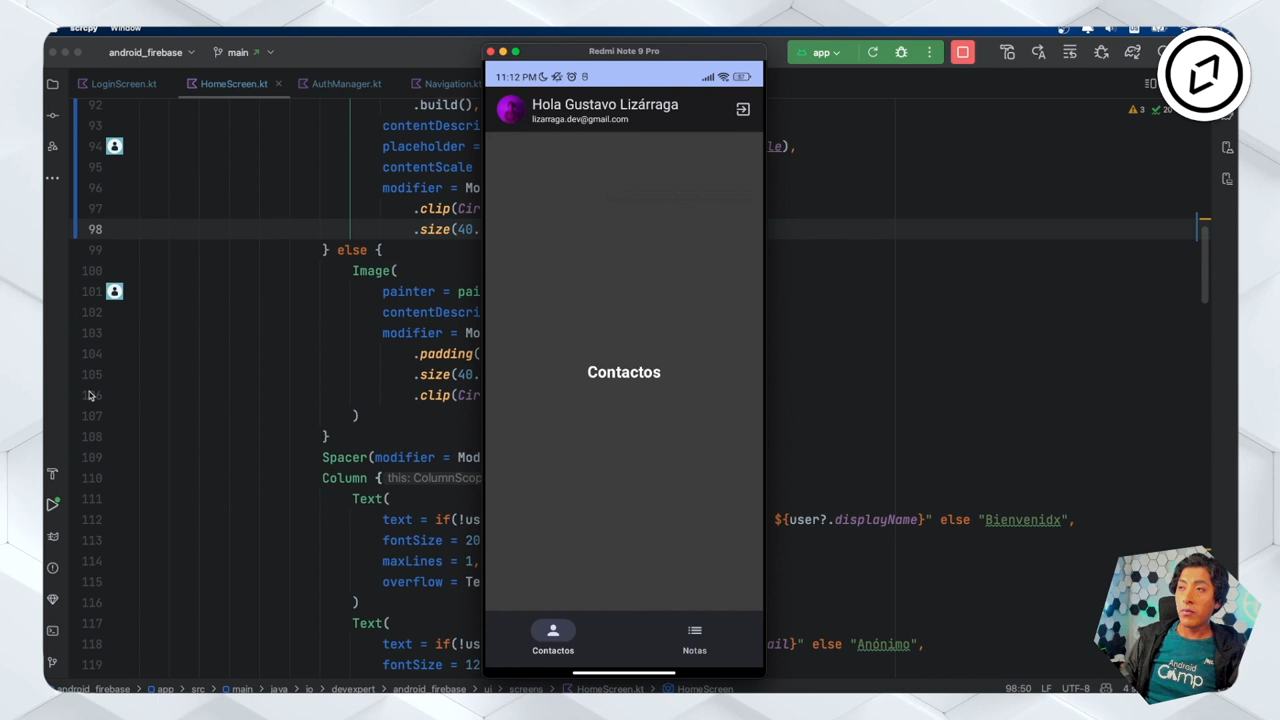 scrcpy Window
android_firebase main
Redmi Note 9 Pro
app
LoginScreen.kt HomeScreen.kt AuthManager.kt Navigation.kt
11:12 PM
3
Hola Gustavo Lizárraga
lizarraga.dev@gmail.com
Contactos
Contactos
Notas
92 .build(),
93 contentDescri
94 placeholder = le),
95 contentScale
96 modifier = Mo
97 .clip(Cir
98 .size(40.
99 } else {
100 Image(
101 painter = pai
102 contentDescri
103 modifier = Mo
104 .padding(
105 .size(40.
106 .clip(Cir
107 )
108 }
109 Spacer(modifier = Mod
110 Column { this: ColumnScop
111 Text(
112 text = if(!us ${user?.displayName}" else "Bienvenidx",
113 fontSize = 20
114 maxLines = 1,
115 overflow = Te
116 )
117 Text(
118 text = if(!us ail}" else "Anónimo",
119 fontSize = 12
android_firebase app src main java io devexpert android_firebase ui screens HomeScreen.kt HomeScreen
98:50 LF UTF-8
Android
Camp